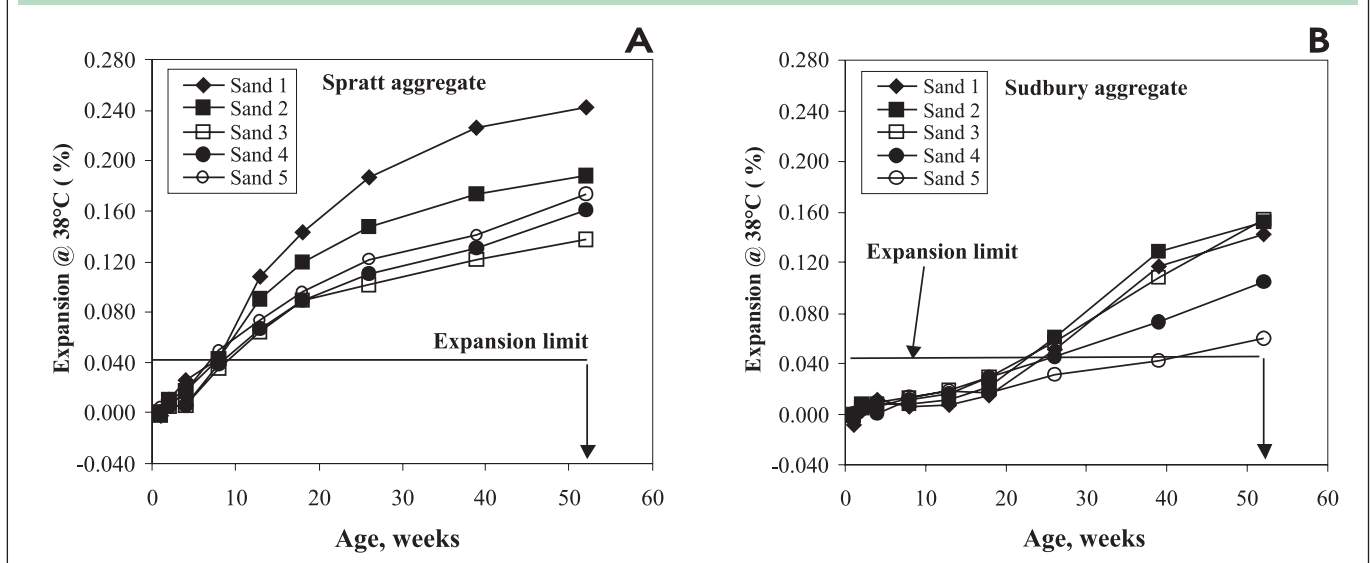 A
Expansion @ 38°C ( %)
0.280
0.240
0.200
0.160
0.120
0.080
0.040
0.000
-0.040
Sand 1
Sand 2
Sand 3
Sand 4
Sand 5
Spratt aggregate
Expansion limit
0 10 20 30 40 50 60
Age, weeks
B
Expansion @ 38°C ( %)
0.280
0.240
0.200
0.160
0.120
0.080
0.040
0.000
-0.040
Sand 1
Sand 2
Sand 3
Sand 4
Sand 5
Sudbury aggregate
Expansion limit
0 10 20 30 40 50 60
Age, weeks